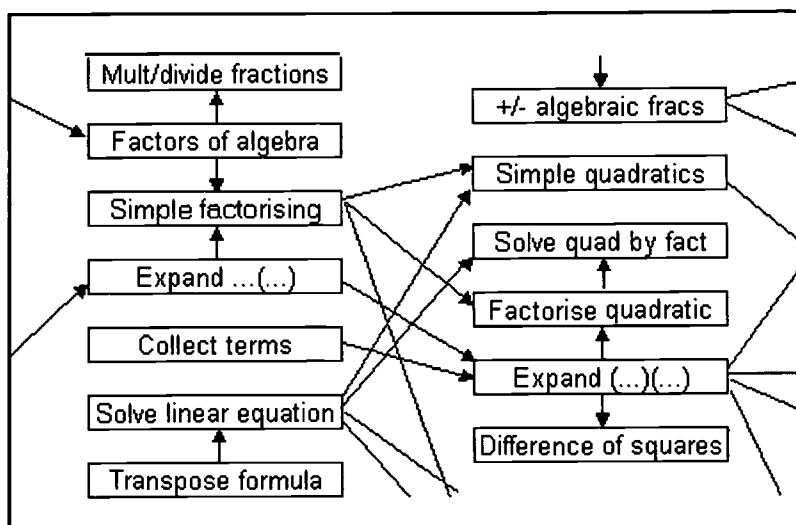 Mult/divide fractions
Factors of algebra
Simple factorising
Expand ...(...)
Collect terms
Solve linear equation
Transpose formula
+/- algebraic fracs
Simple quadratics
Solve quad by fact
Factorise quadratic
Expand (...)(...)
Difference of squares